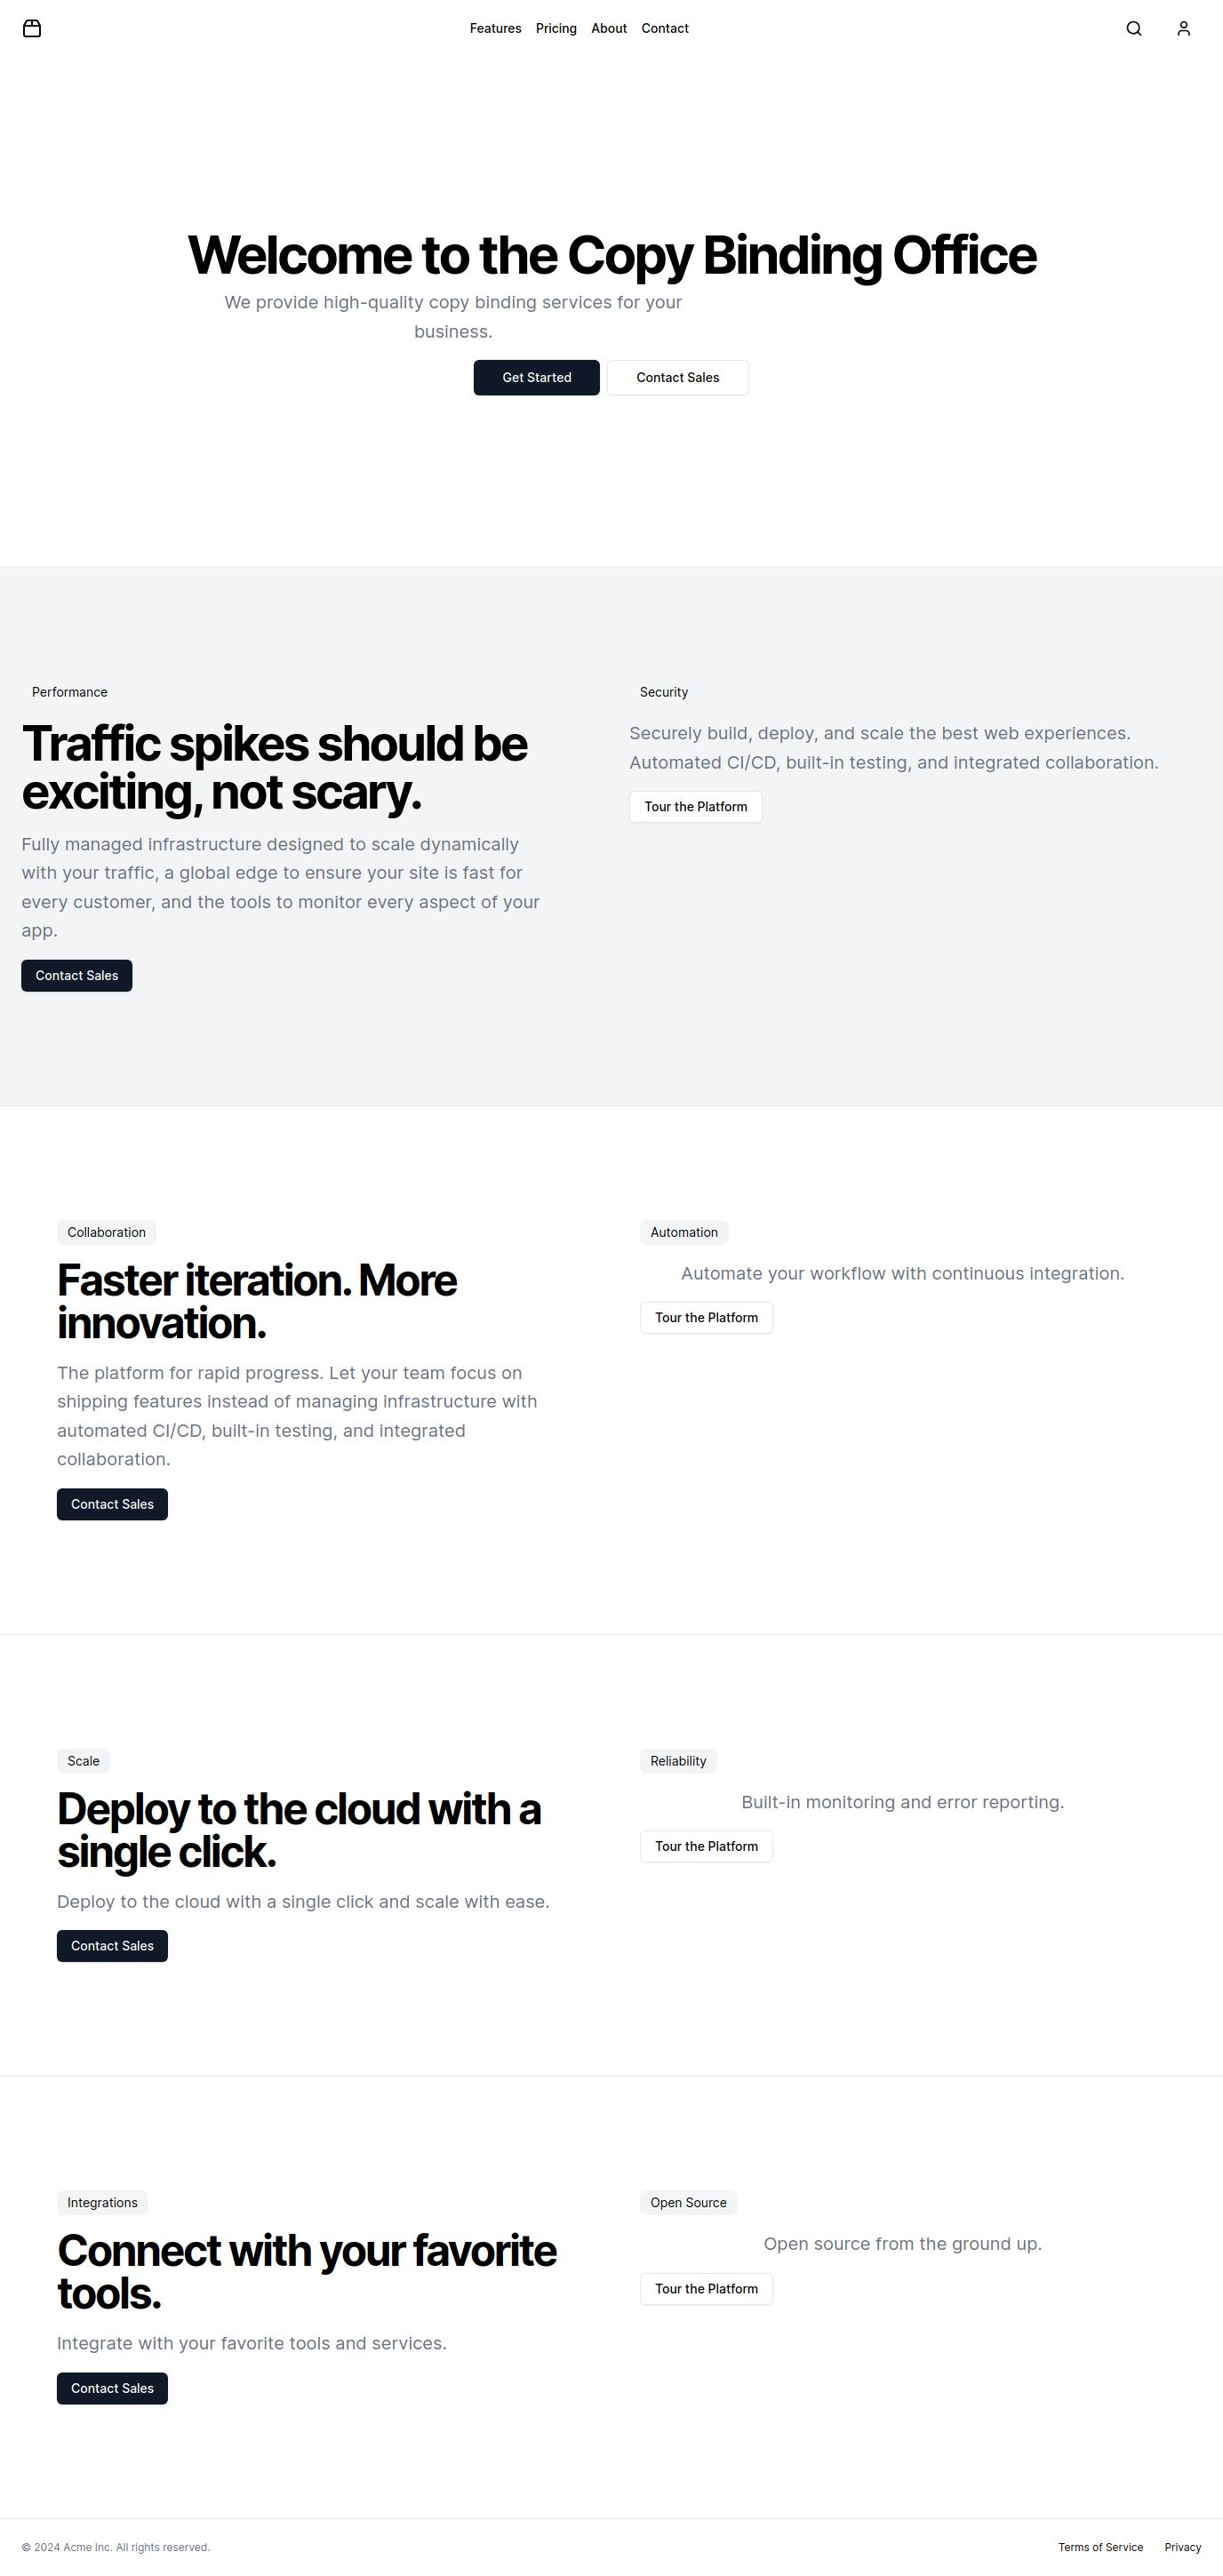 Features Pricing About Contact
Welcome to the Copy Binding Office
We provide high-quality copy binding services for your
business.
Get Started Contact Sales
Performance
Traffic spikes should be
exciting, not scary.
Fully managed infrastructure designed to scale dynamically
with your traffic, a global edge to ensure your site is fast for
every customer, and the tools to monitor every aspect of your
app.
Contact Sales
Security
Securely build, deploy, and scale the best web experiences.
Automated CI/CD, built-in testing, and integrated collaboration.
Tour the Platform
Collaboration
Faster iteration. More
innovation.
The platform for rapid progress. Let your team focus on
shipping features instead of managing infrastructure with
automated CI/CD, built-in testing, and integrated
collaboration.
Contact Sales
Automation
Automate your workflow with continuous integration.
Tour the Platform
Scale
Deploy to the cloud with a
single click.
Deploy to the cloud with a single click and scale with ease.
Contact Sales
Reliability
Built-in monitoring and error reporting.
Tour the Platform
Integrations
Connect with your favorite
tools.
Integrate with your favorite tools and services.
Contact Sales
Open Source
Open source from the ground up.
Tour the Platform
© 2024 Acme Inc. All rights reserved.
Terms of Service Privacy